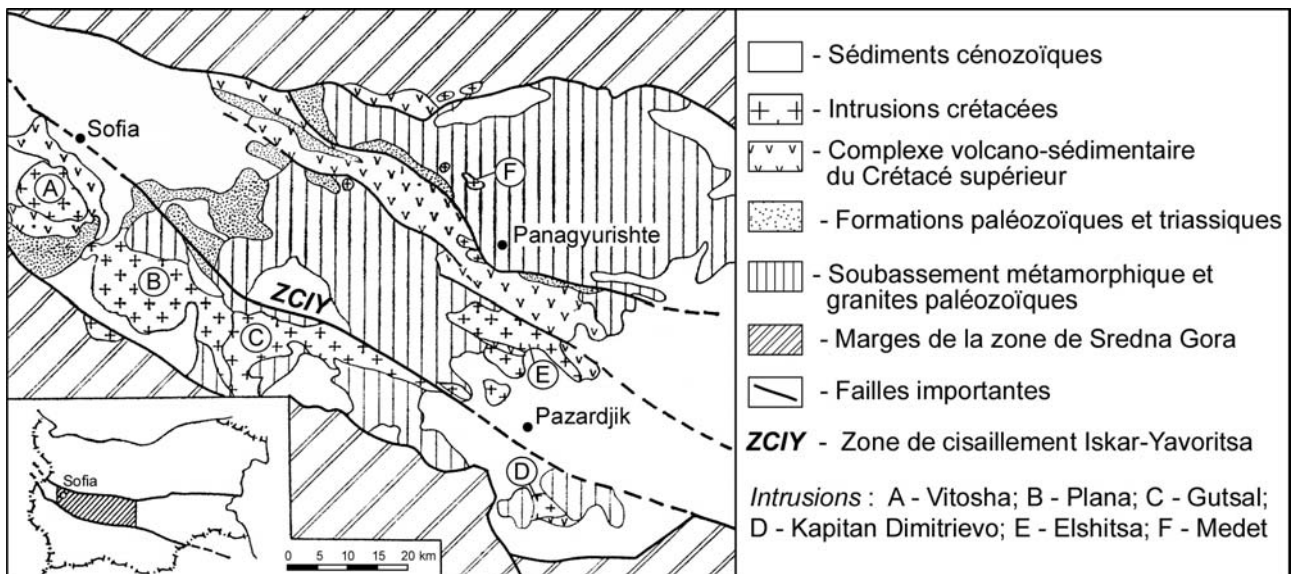 Sofia
A
F
Panagyurishte
B
ZCIY
C
E
Pazardjik
D
Sofia
0 5 10 15 20 km
- Sédiments cénozoïques
- Intrusions crétacées
- Complexe volcano-sédimentaire
du Crétacé supérieur
- Formations paléozoïques et triassiques
- Soubassement métamorphique et
granites paléozoïques
- Marges de la zone de Sredna Gora
- Failles importantes
ZCIY - Zone de cisaillement Iskar-Yavoritsa
Intrusions : A - Vitosha; B - Plana; C - Gutsal;
D - Kapitan Dimitrievo; E - Elshitsa; F - Medet